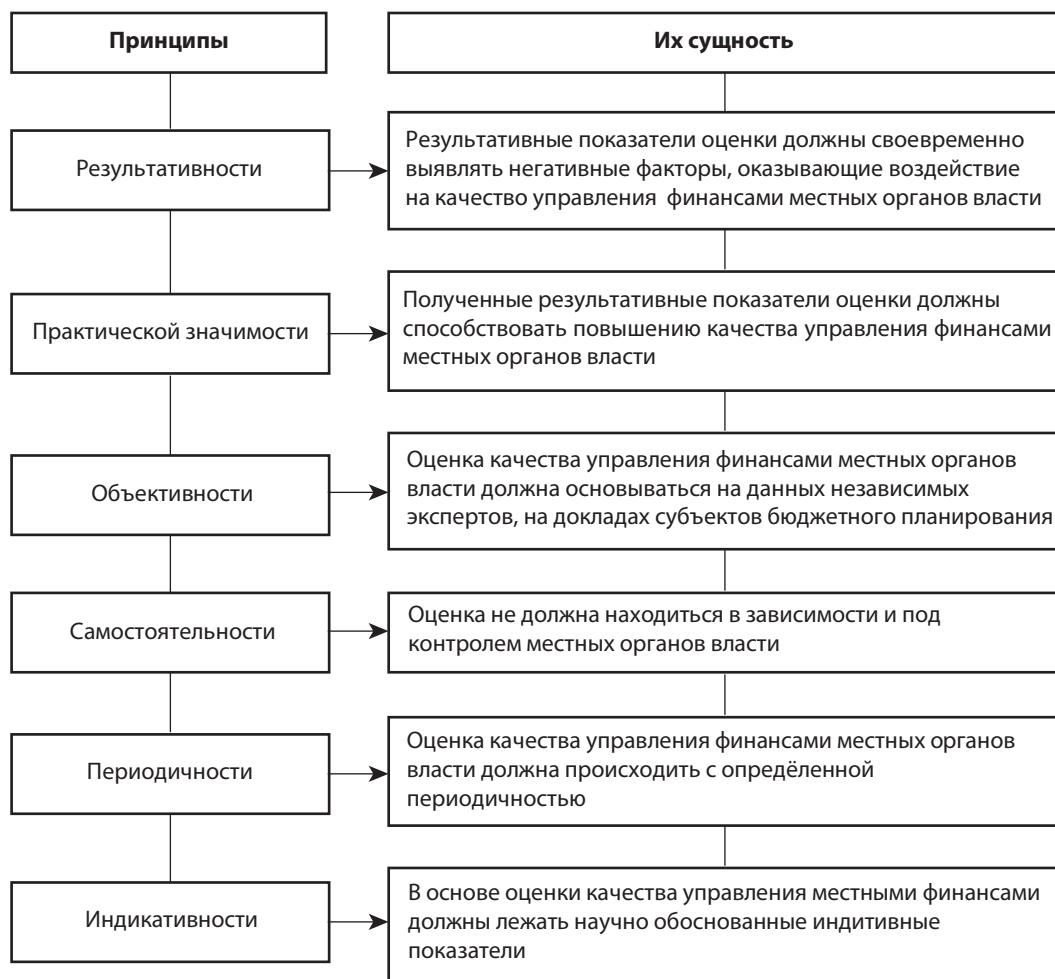 Принципы
Их сущность
Результативности
Результативные показатели оценки должны своевременно
выявлять негативные факторы, оказывающие воздействие
на качество управления финансами местных органов власти
Практической значимости
Полученные результативные показатели оценки должны
способствовать повышению качества управления финансами
местных органов власти
Объективности
Оценка качества управления финансами местных органов
власти должна основываться на данных независимых
экспертов, на докладах субъектов бюджетного планирования
Самостоятельности
Оценка не должна находиться в зависимости и под
контролем местных органов власти
Периодичности
Оценка качества управления финансами местных органов
власти должна происходить с определённой
периодичностью
Индикативности
В основе оценки качества управления местными финансами
должны лежать научно обоснованные индитивные
показатели